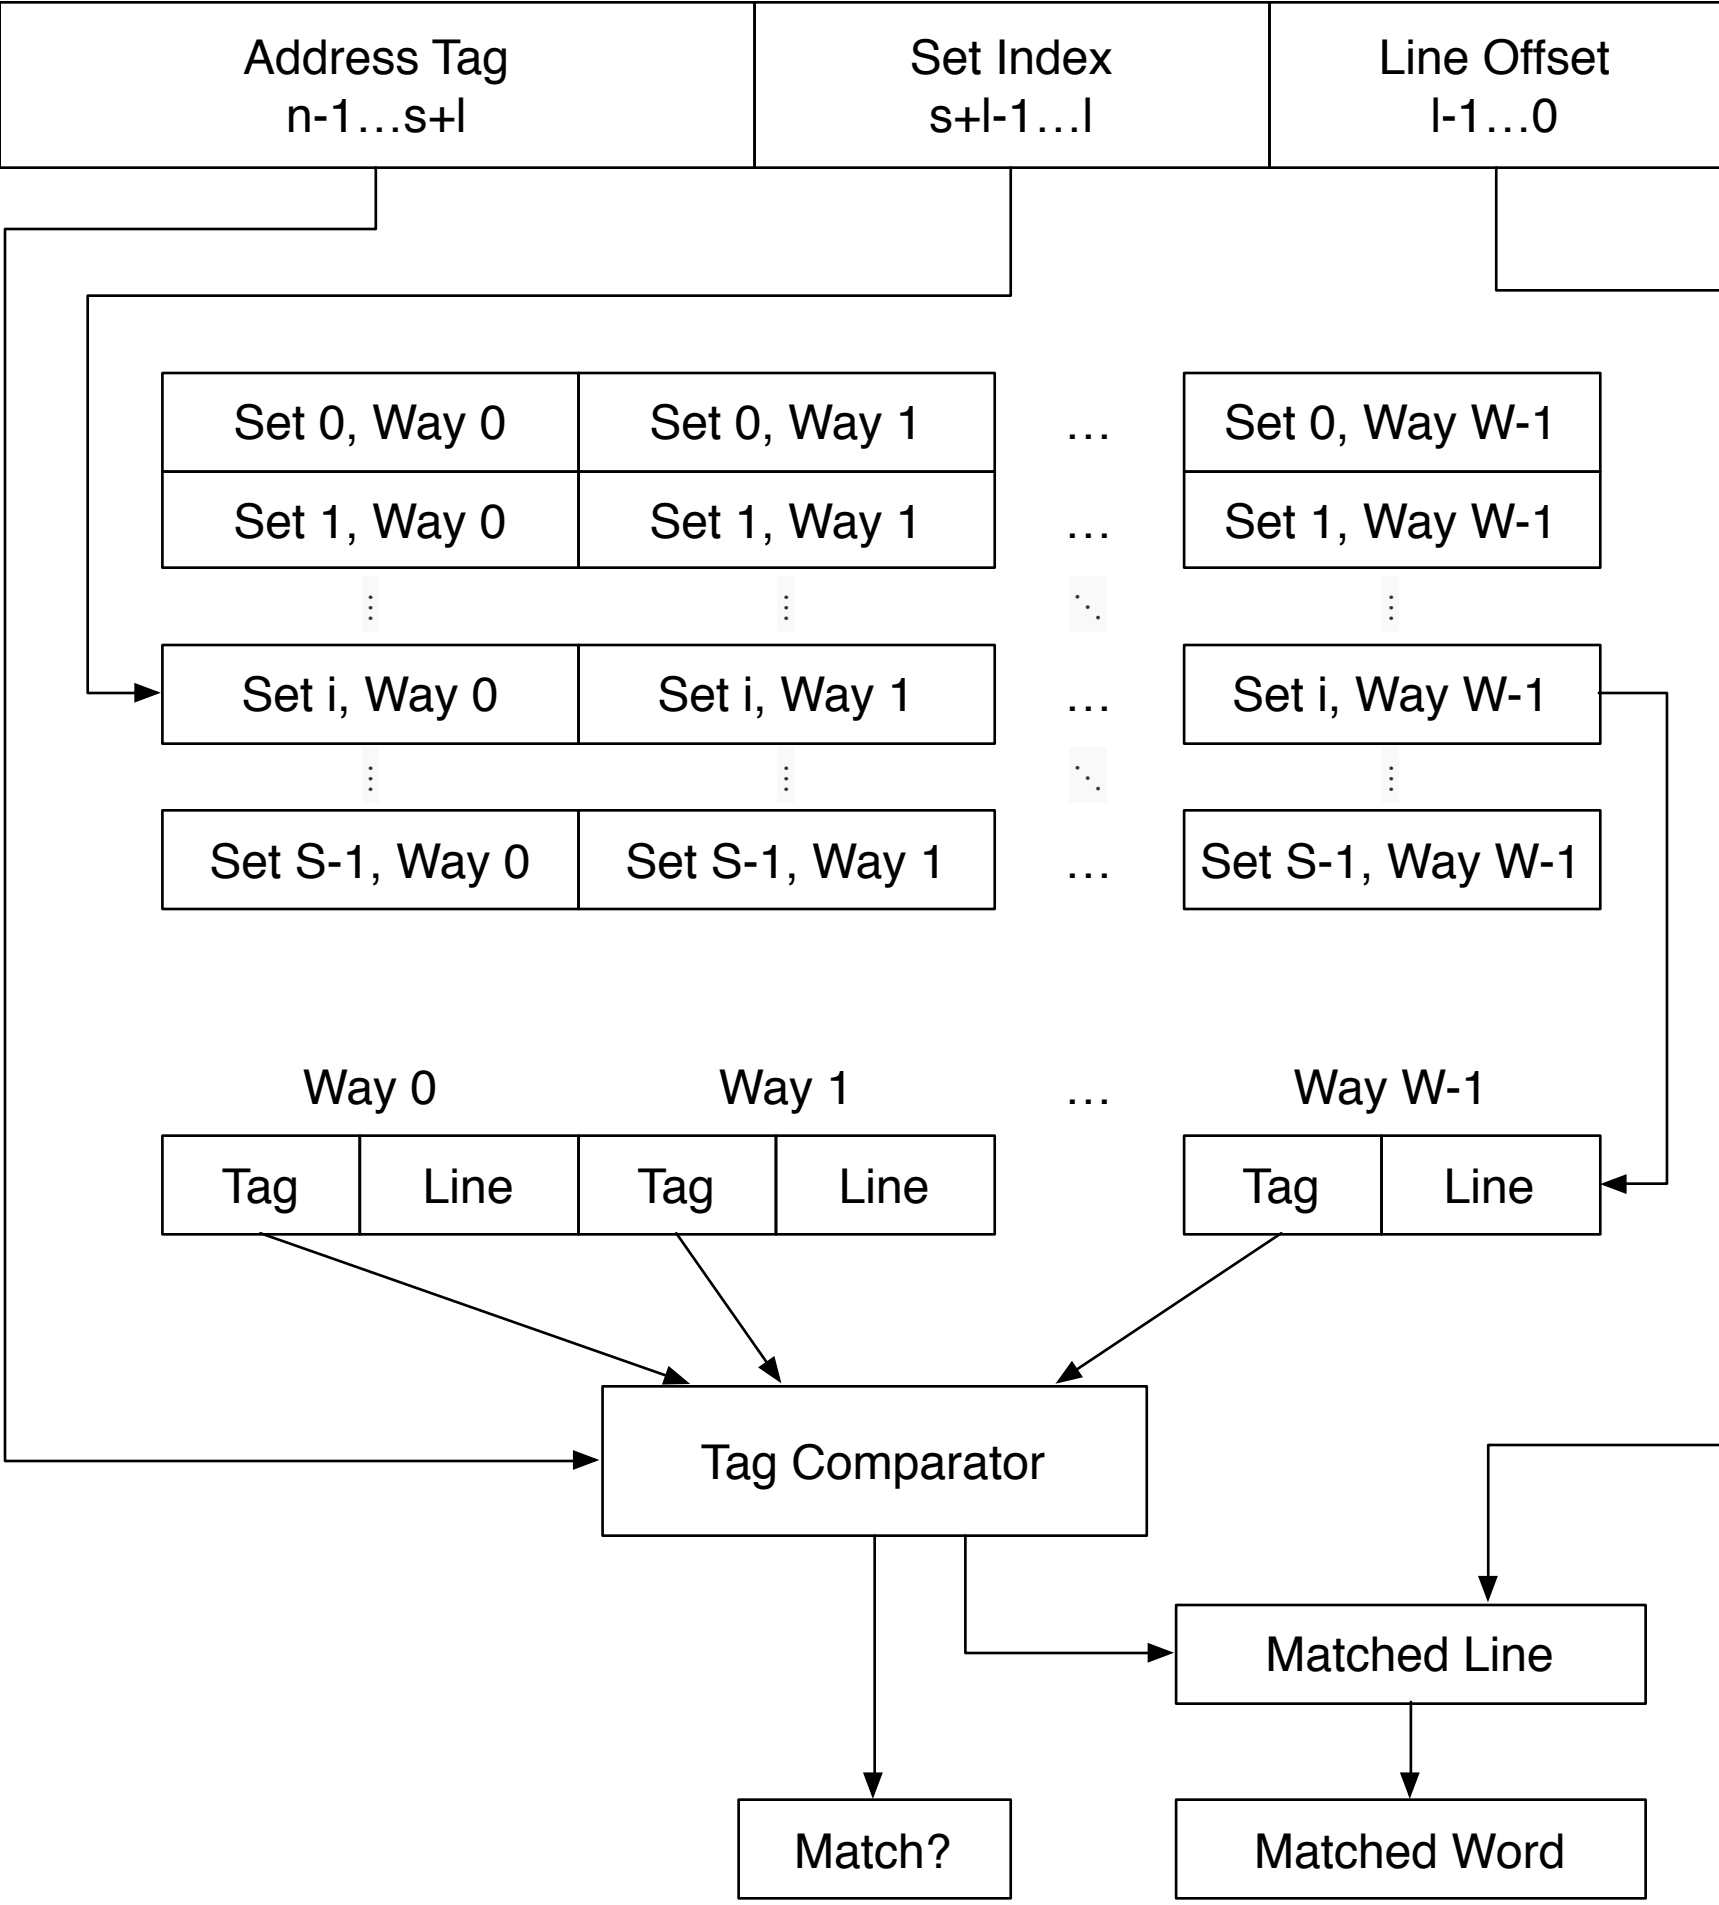 Address Tag
n-1…s+l
Set Index
s+l-1…l
Line Offset
l-1…0
Set 0, Way 0
Set 0, Way 1
…
Set 0, Way W-1
Set 1, Way 0
Set 1, Way 1
…
Set 1, Way W-1
⋮
⋮
⋱
⋮
Set i, Way 0
Set i, Way 1
…
Set i, Way W-1
⋮
⋮
⋱
⋮
Set S-1, Way 0
Set S-1, Way 1
…
Set S-1, Way W-1
Way 0
Way 1
…
Way W-1
Tag
Line
Tag
Line
Tag
Line
Tag Comparator
Matched Line
Match?
Matched Word